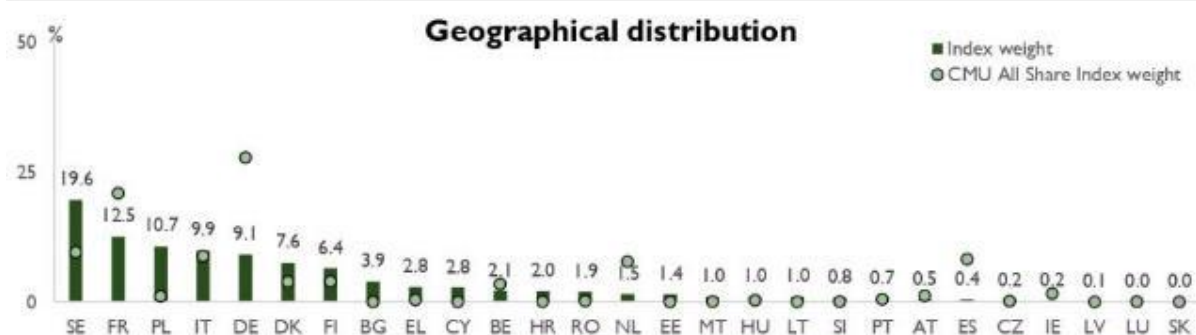 Geographical distribution
50 %
Index weight
CMU All Share Index weight
25
19.6
12.5 10.7 9.9 9.1 7.6 6.4 3.9 2.8 2.8 2.1 2.0 1.9 1.5 1.4 1.0 1.0 1.0 0.8 0.7 0.5 0.4 0.2 0.2 0.1 0.0 0.0
0
SE FR PL IT DE DK FI BG EL CY BE HR RO NL EE MT HU LT SI PT AT ES CZ IE LV LU SK